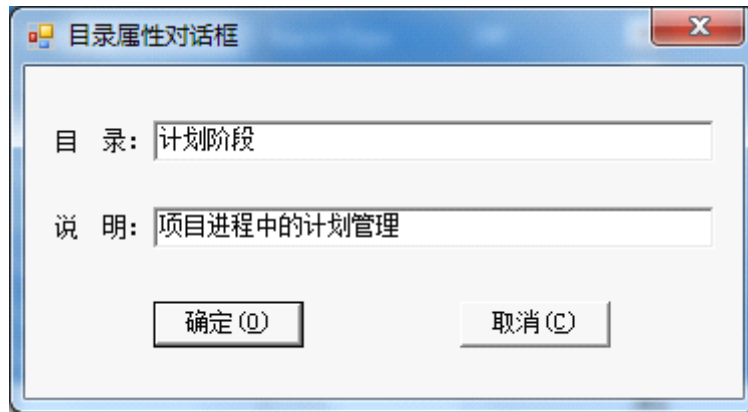 目录属性对话框
目 录: 计划阶段
说 明: 项目进程中的计划管理
确定(O) 取消(C)